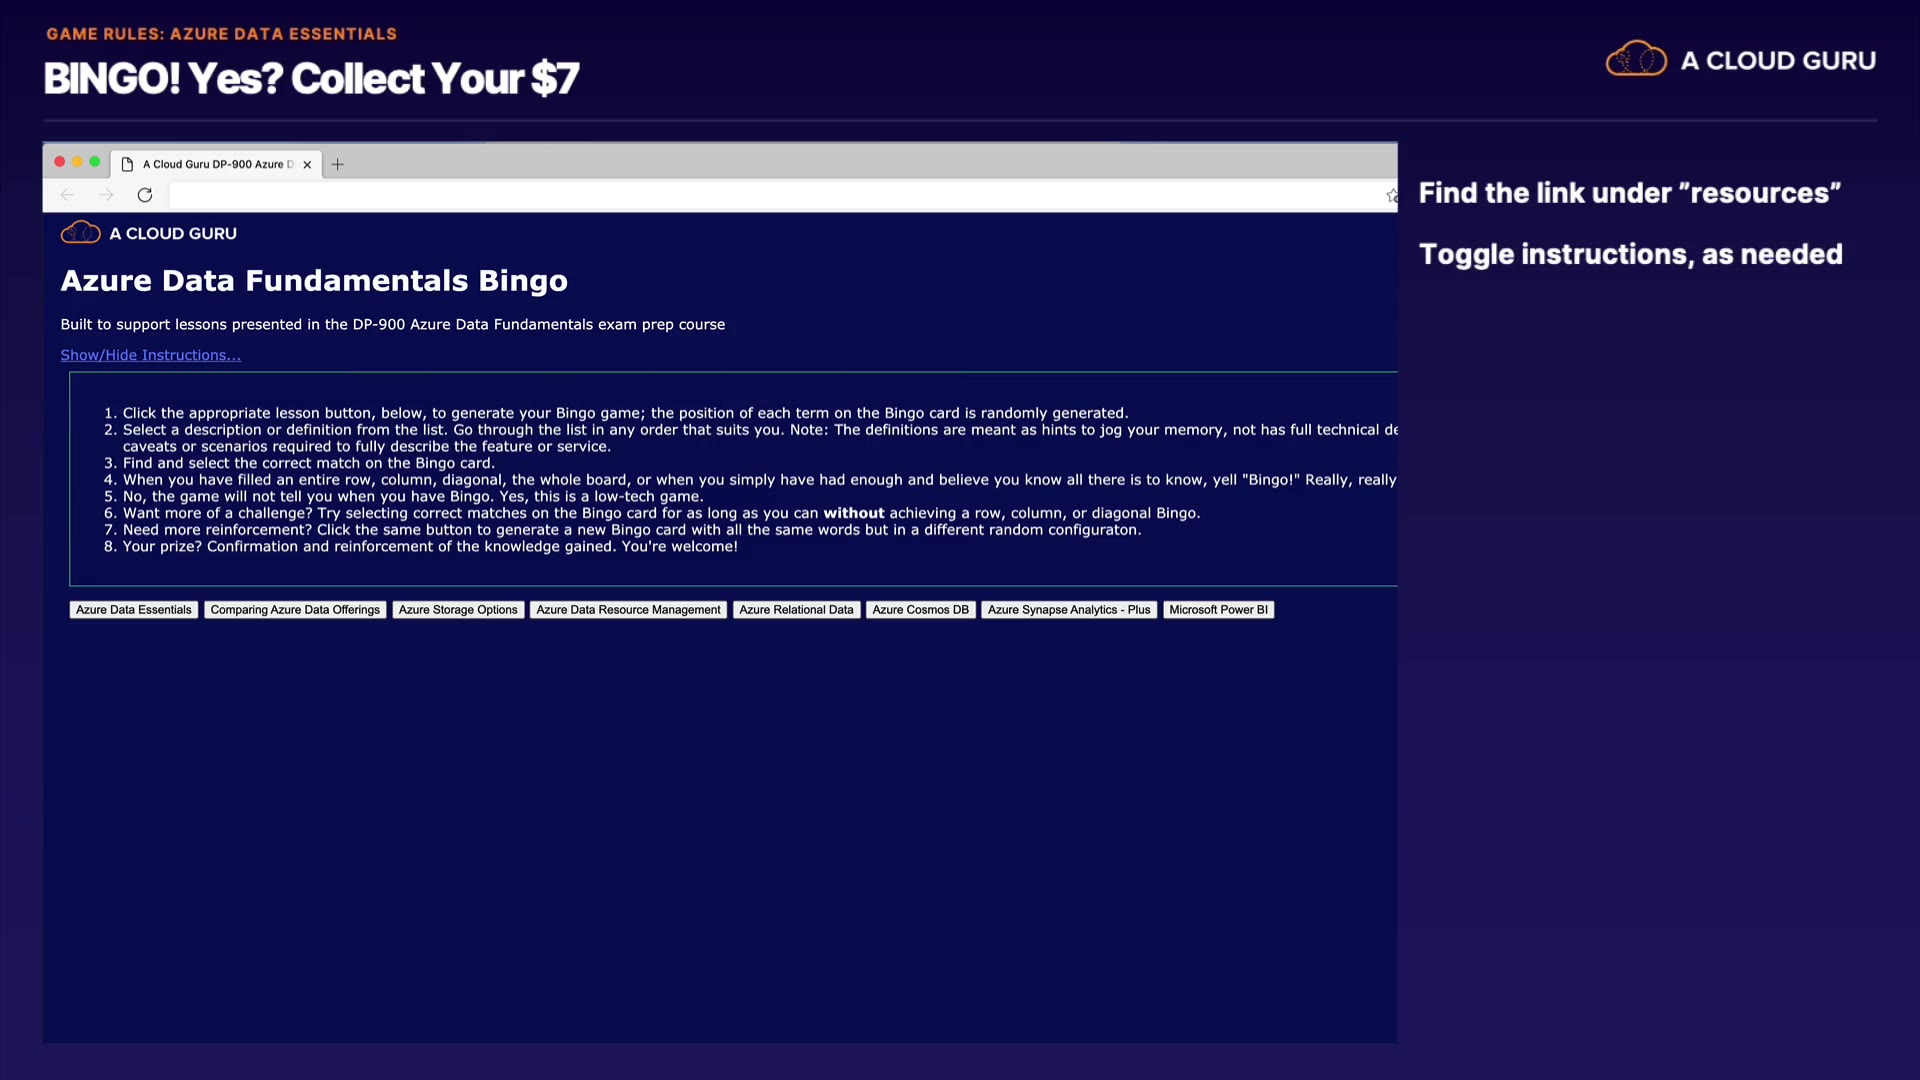 GAME RULES: AZURE DATA ESSENTIALS
BINGO! Yes? Collect Your $7
A CLOUD GURU
A Cloud Guru DP-900 Azure D
A CLOUD GURU
Azure Data Fundamentals Bingo
Built to support lessons presented in the DP-900 Azure Data Fundamentals exam prep course
Show/Hide Instructions...
1. Click the appropriate lesson button, below, to generate your Bingo game; the position of each term on the Bingo card is randomly generated.
2. Select a description or definition from the list. Go through the list in any order that suits you. Note: The definitions are meant as hints to jog your memory, not has full technical de
caveats or scenarios required to fully describe the feature or service.
3. Find and select the correct match on the Bingo card.
4. When you have filled an entire row, column, diagonal, the whole board, or when you simply have had enough and believe you know all there is to know, yell "Bingo!" Really, really
5. No, the game will not tell you when you have Bingo. Yes, this is a low-tech game.
6. Want more of a challenge? Try selecting correct matches on the Bingo card for as long as you can without achieving a row, column, or diagonal Bingo.
7. Need more reinforcement? Click the same button to generate a new Bingo card with all the same words but in a different random configuraton.
8. Your prize? Confirmation and reinforcement of the knowledge gained. You're welcome!
Azure Data Essentials Comparing Azure Data Offerings Azure Storage Options Azure Data Resource Management Azure Relational Data Azure Cosmos DB Azure Synapse Analytics - Plus Microsoft Power BI
Find the link under "resources"
Toggle instructions, as needed